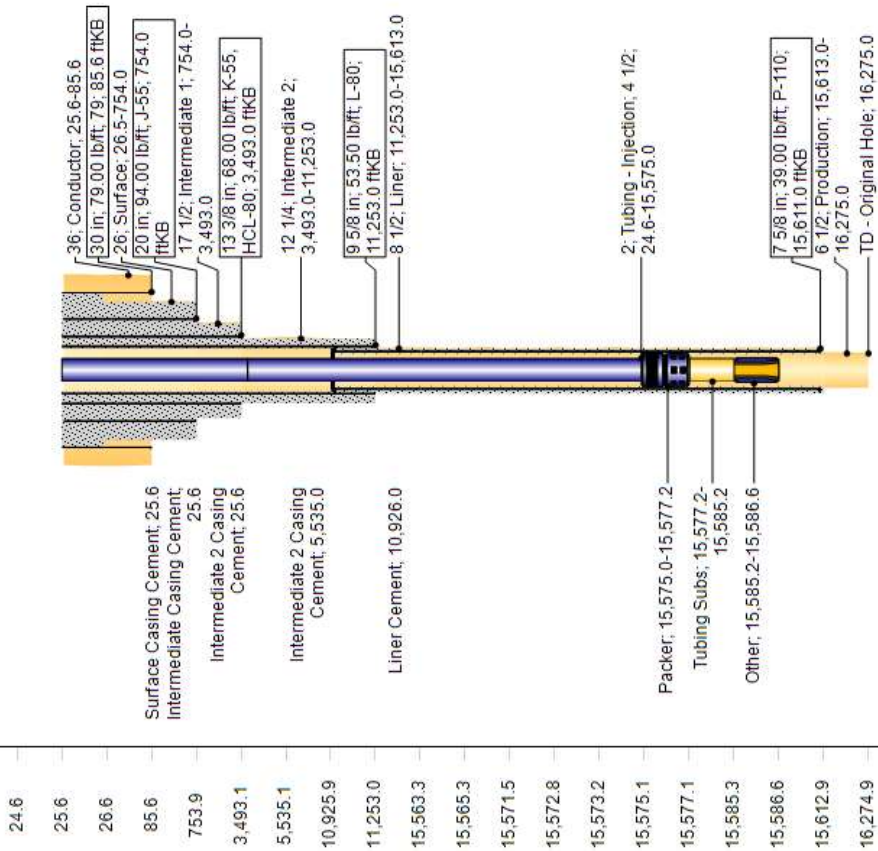 24.6
25.6
26.6
85.6
753.9
3,493.1
5,535.1
10,925.9
11,253.0
15,563.3
15,565.3
15,571.5
15,572.8
15,573.2
15,575.1
15,577.1
15,585.3
15,586.6
15,612.9
16,274.9
Surface Casing Cement; 25.6
Intermediate Casing Cement;
25.6
Intermediate 2 Casing
Cement; 25.6
Intermediate 2 Casing
Cement; 5,535.0
Liner Cement; 10,926.0
Packer; 15,575.0-15,577.2
Tubing Subs; 15,577.2-
15,585.2
Other; 15,585.2-15,586.6
36; Conductor; 25.6-85.6
30 in; 79.00 lb/ft; 79; 85.6 ftKB
26; Surface; 26.5-754.0
20 in; 94.00 lb/ft; J-55; 754.0
ftKB
17 1/2; Intermediate 1; 754.0-
3,493.0
13 3/8 in; 68.00 lb/ft; K-55,
HCL-80; 3,493.0 ftKB
12 1/4; Intermediate 2;
3,493.0-11,253.0
9 5/8 in; 53.50 lb/ft; L-80;
11,253.0 ftKB
8 1/2; Liner; 11,253.0-15,613.0
2; Tubing - Injection; 4 1/2;
24.6-15,575.0
7 5/8 in; 39.00 lb/ft; P-110;
15,611.0 ftKB
6 1/2; Production; 15,613.0-
16,275.0
TD - Original Hole; 16,275.0